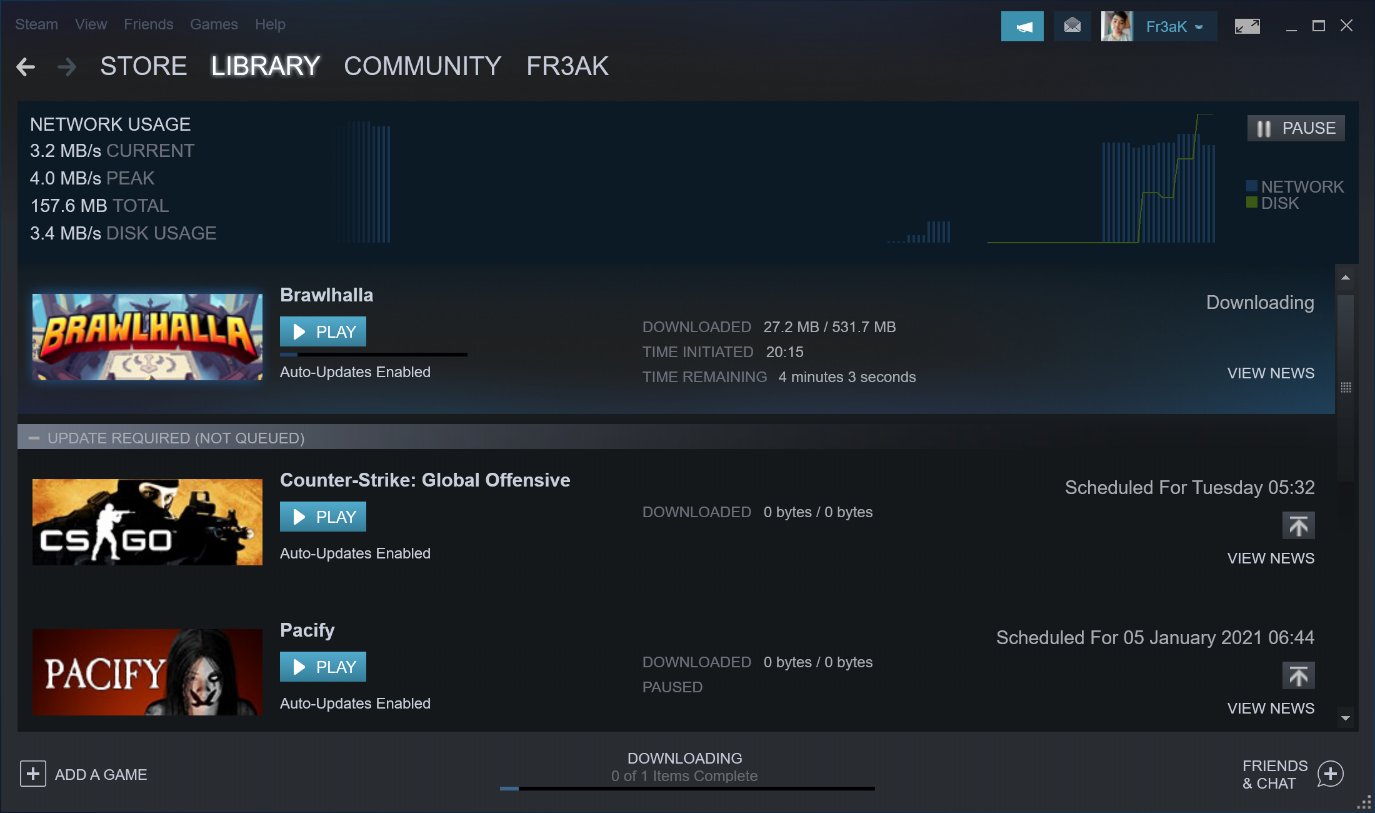 Steam View Friends Games Help
Fr3aK
STORE LIBRARY COMMUNITY FR3AK
NETWORK USAGE
3.2 MB/s CURRENT
4.0 MB/s PEAK
157.6 MB TOTAL
3.4 MB/s DISK USAGE
PAUSE
NETWORK
DISK
BRAWLHALLA
Brawlhalla
PLAY
Auto-Updates Enabled
DOWNLOADED 27.2 MB / 531.7 MB
TIME INITIATED 20:15
TIME REMAINING 4 minutes 3 seconds
Downloading
VIEW NEWS
UPDATE REQUIRED (NOT QUEUED)
CS GO
Counter-Strike: Global Offensive
PLAY
Auto-Updates Enabled
DOWNLOADED 0 bytes / 0 bytes
Scheduled For Tuesday 05:32
VIEW NEWS
PACIFY
Pacify
PLAY
Auto-Updates Enabled
DOWNLOADED 0 bytes / 0 bytes
PAUSED
Scheduled For 05 January 2021 06:44
VIEW NEWS
ADD A GAME
DOWNLOADING
0 of 1 Items Complete
FRIENDS
& CHAT